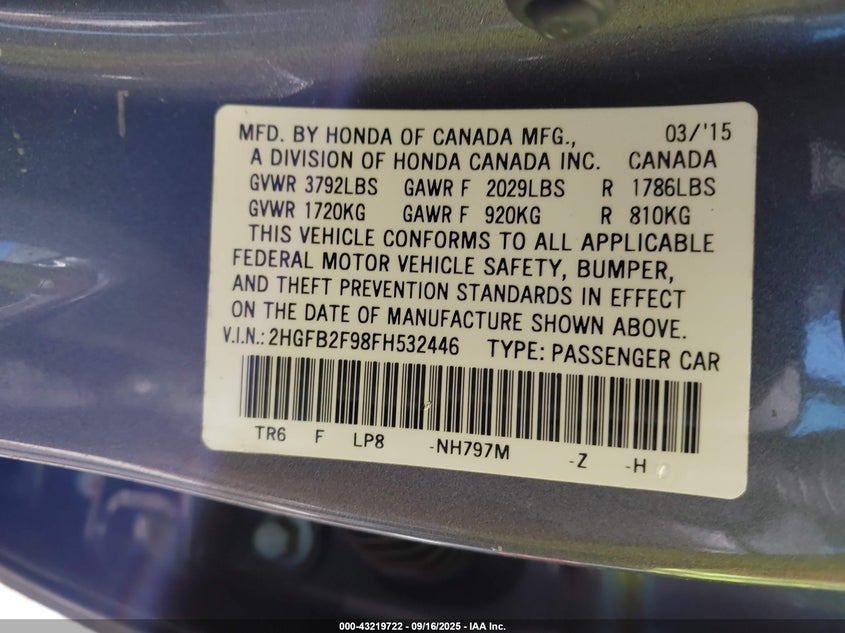 MFD. BY HONDA OF CANADA MFG., 03/'15
A DIVISION OF HONDA CANADA INC. CANADA
GVWR 3792LBS GAWR F 2029LBS R 1786LBS
GVWR 1720KG GAWR F 920KG R 810KG
THIS VEHICLE CONFORMS TO ALL APPLICABLE
FEDERAL MOTOR VEHICLE SAFETY, BUMPER,
AND THEFT PREVENTION STANDARDS IN EFFECT
ON THE DATE OF MANUFACTURE SHOWN ABOVE.
V.I.N.: 2HGFB2F98FH532446 TYPE: PASSENGER CAR
TR6 F LP8 -NH797M -Z -H
000-43219722 - 09/16/2025 - IAA Inc.